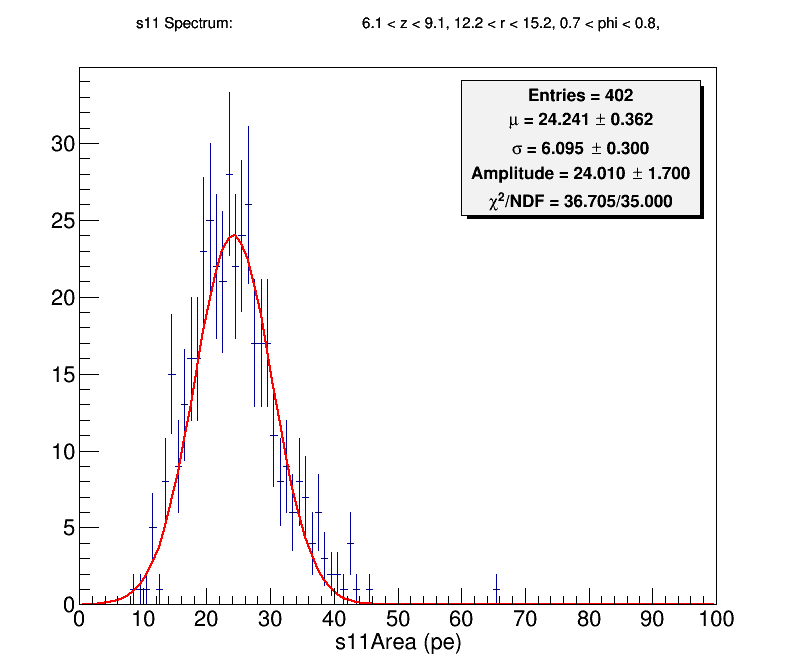 s11 Spectrum: 6.1 < z < 9.1, 12.2 < r < 15.2, 0.7 < phi < 0.8,
Entries = 402
μ = 24.241 ± 0.362
σ = 6.095 ± 0.300
Amplitude = 24.010 ± 1.700
χ²/NDF = 36.705/35.000
30
25
20
15
10
5
0
0 10 20 30 40 50 60 70 80 90 100
s11Area (pe)